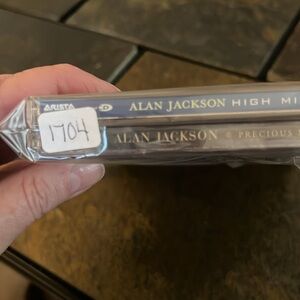 ARISTA ALAN JACKSON HIGH MI
1704
ALAN JACKSON PRECIOUS